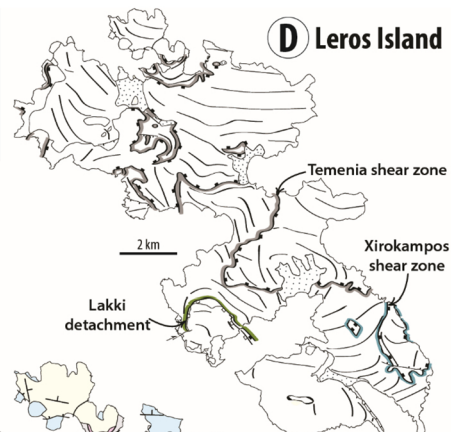 D Leros Island
Temenia shear zone
2 km
Xirokampos
shear zone
Lakki
detachment